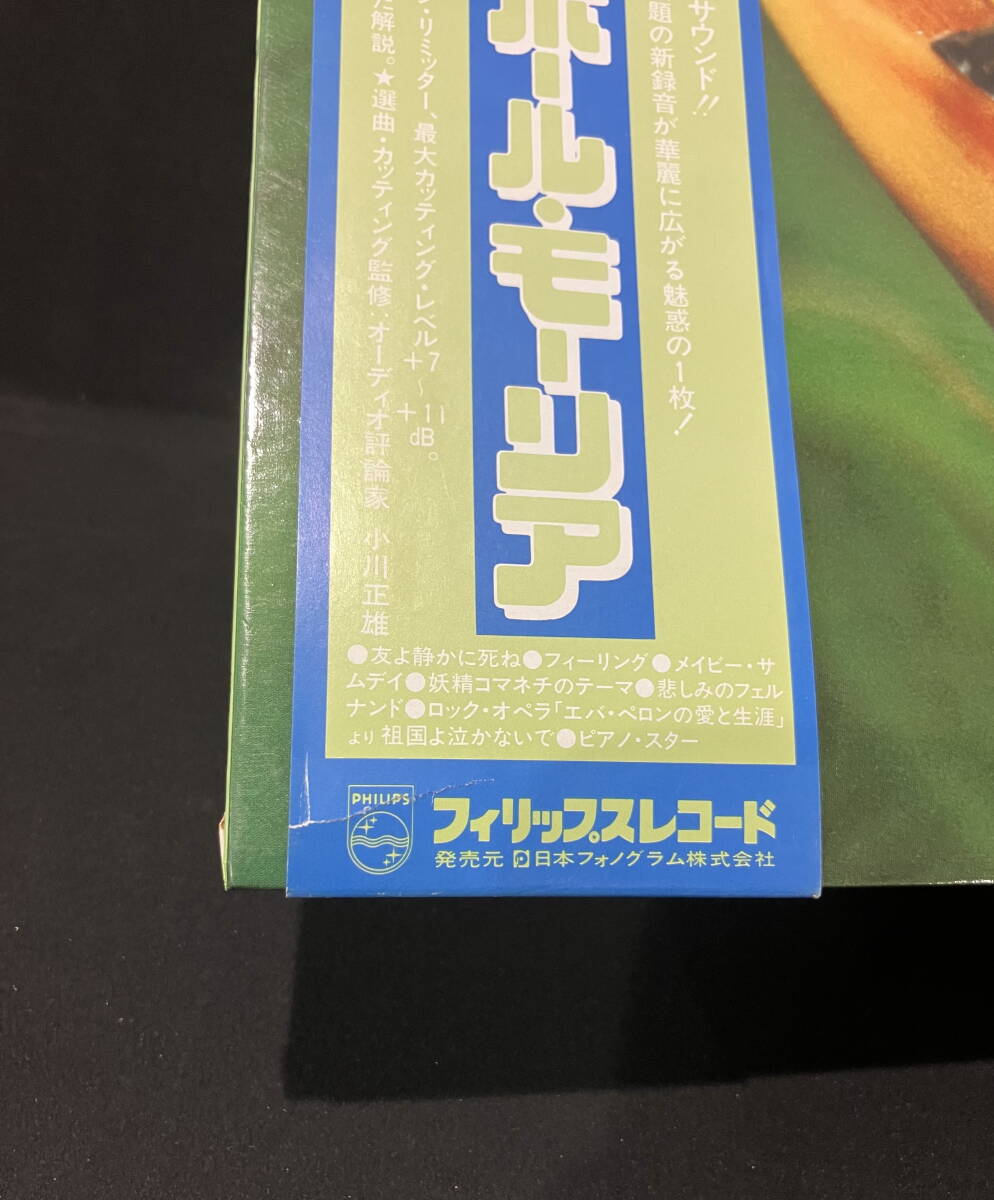 サウンド!!
題の新録音が華麗に広がる魅惑の1枚!
ポール・モーリア
ン・リミッター、最大カッティング・レベル+7~+11dB。
た解説。★選曲・カッティング監修:オーディオ評論家 小川正雄
●友よ静かに死ね●フィーリング●メイビー・サ
ムデイ●妖精コマネチのテーマ●悲しみのフェル
ナンド●ロック・オペラ「エバ・ペロンの愛と生涯」
より 祖国よ泣かないで●ピアノ・スター
PHILIPS
フィリップスレコード
発売元 日本フォノグラム株式会社